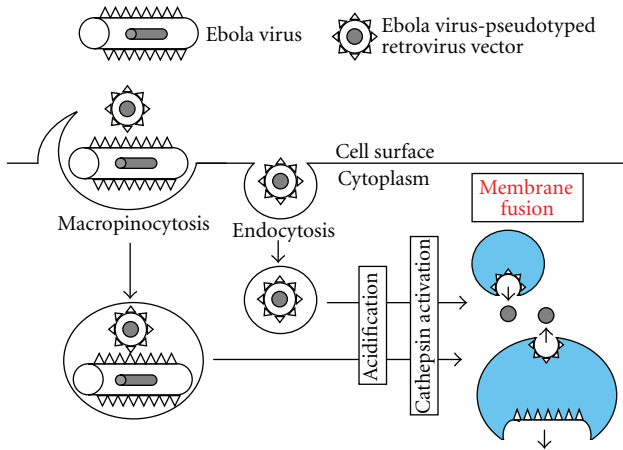 Ebola virus
Ebola virus-pseudotyped
retrovirus vector
Cell surface
Cytoplasm
Membrane
fusion
Macropinocytosis
Endocytosis
Acidification
Cathepsin activation